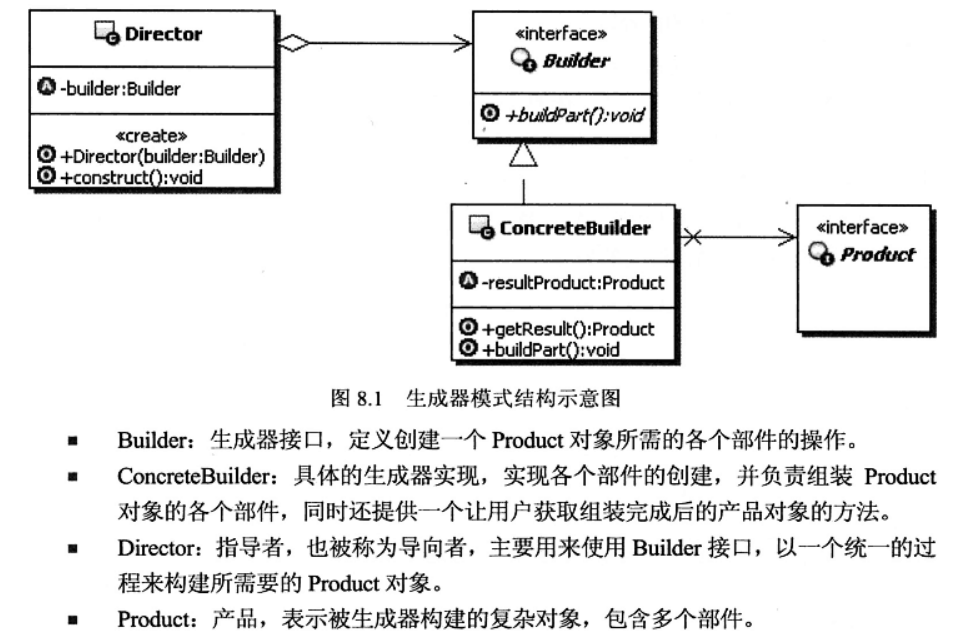 Director
-builder:Builder
«create»
+Director(builder:Builder)
+construct():void
«interface»
Builder
+buildPart():void
ConcreteBuilder
-resultProduct:Product
+getResult():Product
+buildPart():void
«interface»
Product
图 8.1 生成器模式结构示意图
■ Builder：生成器接口，定义创建一个 Product 对象所需的各个部件的操作。
■ ConcreteBuilder：具体的生成器实现，实现各个部件的创建，并负责组装 Product
对象的各个部件，同时还提供一个让用户获取组装完成后的产品对象的方法。
■ Director：指导者，也被称为导向者，主要用来使用 Builder 接口，以一个统一的过
程来构建所需要的 Product 对象。
■ Product：产品，表示被生成器构建的复杂对象，包含多个部件。